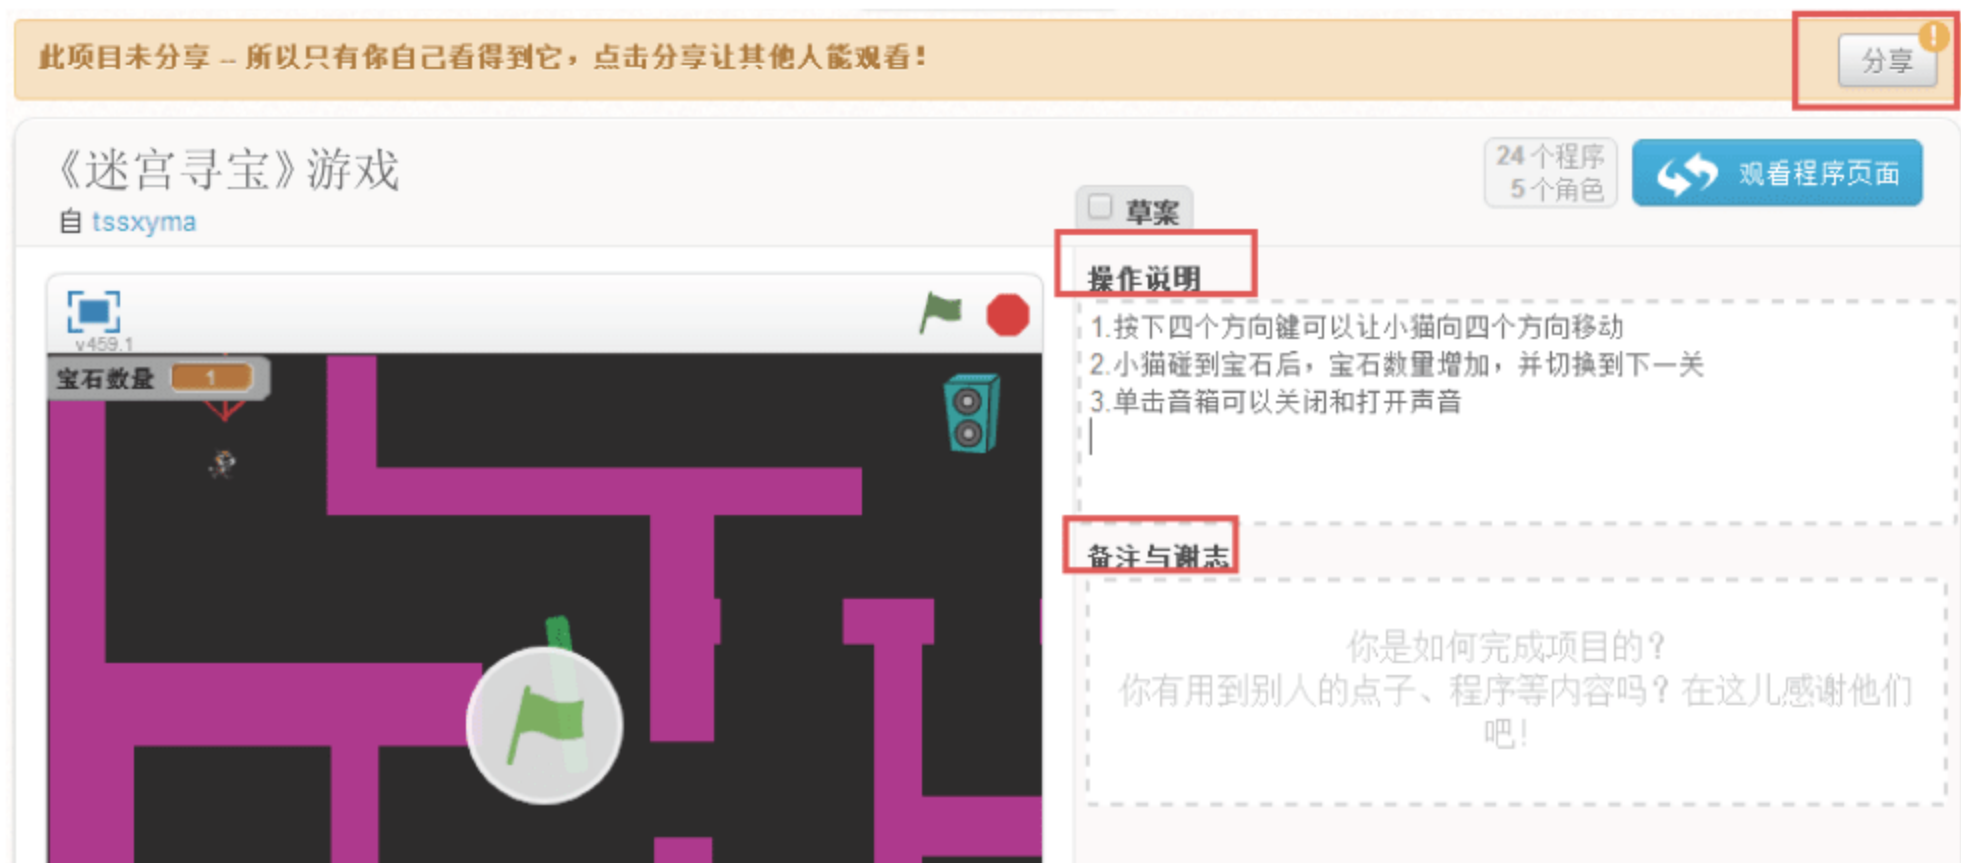 此项目未分享 -- 所以只有你自己看得到它，点击分享让其他人能观看！
分享
《迷宫寻宝》游戏
自 tssxyma
24 个程序
5 个角色
观看程序页面
草案
v459.1
宝石数量 1
操作说明
1.按下四个方向键可以让小猫向四个方向移动
2.小猫碰到宝石后，宝石数量增加，并切换到下一关
3.单击音箱可以关闭和打开声音
备注与谢志
你是如何完成项目的？
你有用到别人的点子、程序等内容吗？在这儿感谢他们
吧！